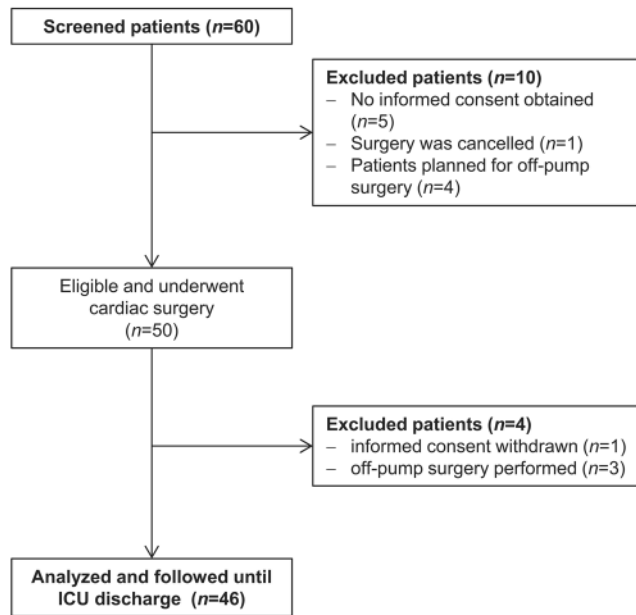 Screened patients (n=60)
Excluded patients (n=10)
– No informed consent obtained
(n=5)
– Surgery was cancelled (n=1)
– Patients planned for off-pump
surgery (n=4)
Eligible and underwent
cardiac surgery
(n=50)
Excluded patients (n=4)
– informed consent withdrawn (n=1)
– off-pump surgery performed (n=3)
Analyzed and followed until
ICU discharge (n=46)